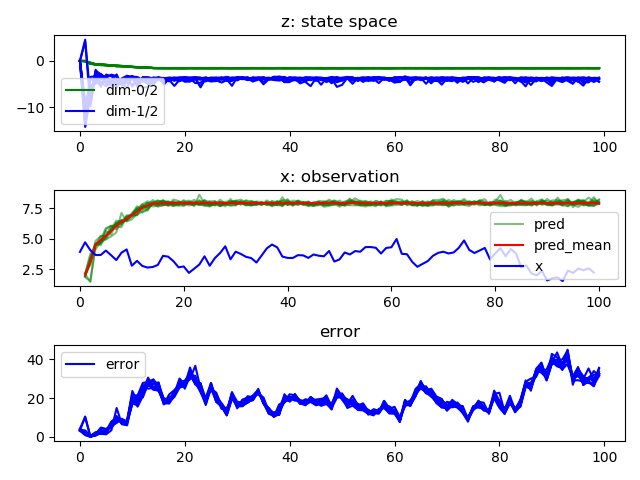 z: state space
0
−10
dim-0/2
dim-1/2
0 20 40 60 80 100
x: observation
7.5
5.0
2.5
pred
pred_mean
x
0 20 40 60 80 100
error
40
20
0
error
0 20 40 60 80 100